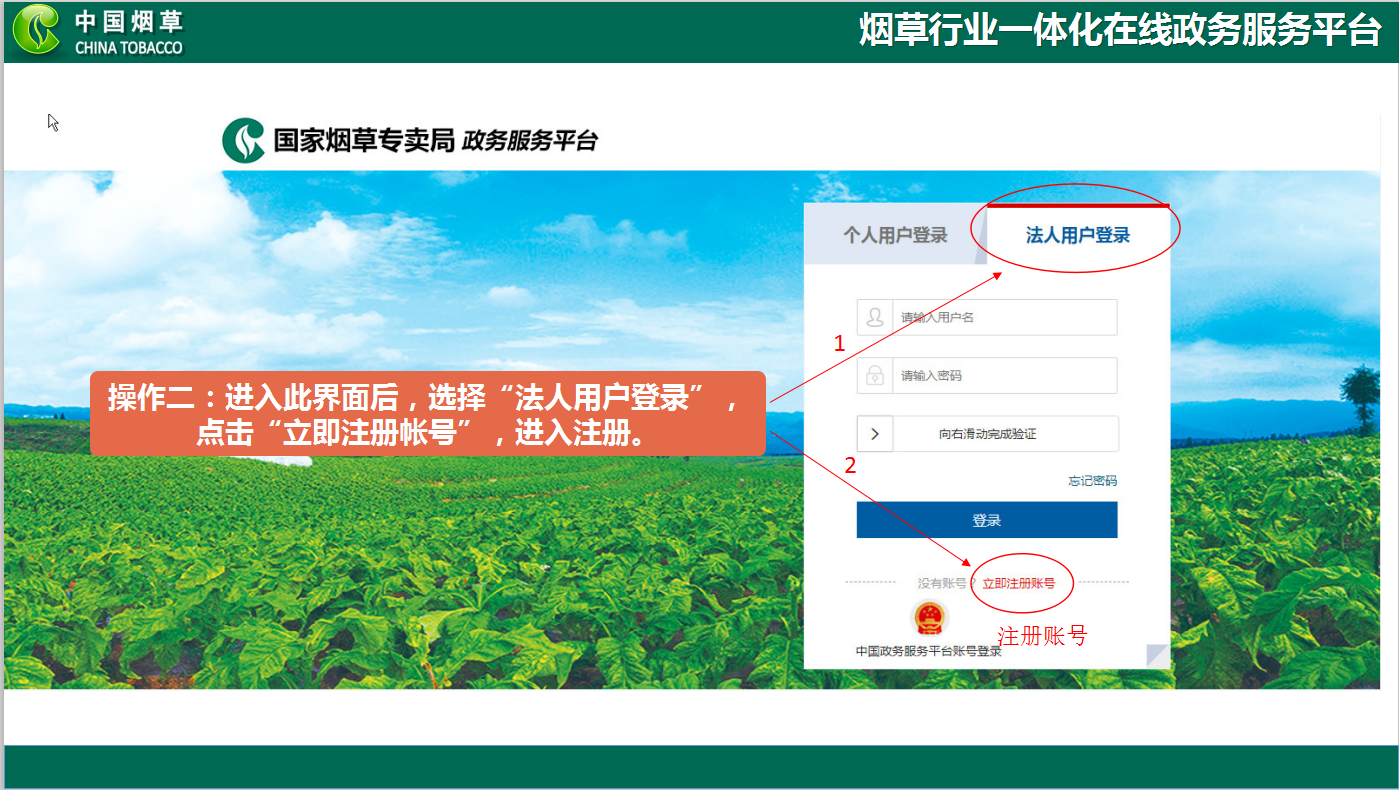 中国烟草
CHINA TOBACCO
烟草行业一体化在线政务服务平台
国家烟草专卖局 政务服务平台
个人用户登录
法人用户登录
请输入用户名
1
请输入密码
操作二：进入此界面后，选择“法人用户登录”，
点击“立即注册帐号”，进入注册。
向右滑动完成验证
2
忘记密码
登录
没有账号？ 立即注册账号
注册账号
中国政务服务平台账号登录